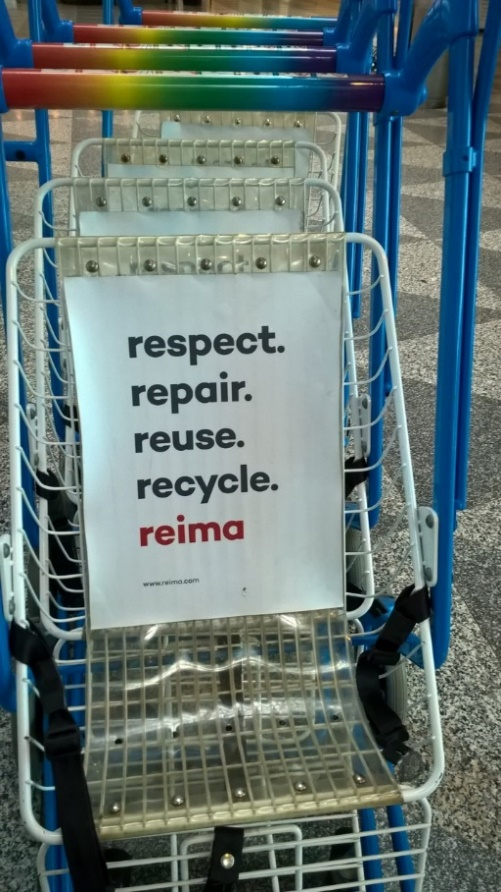 respect.
repair.
reuse.
recycle.
reima
www.reima.com